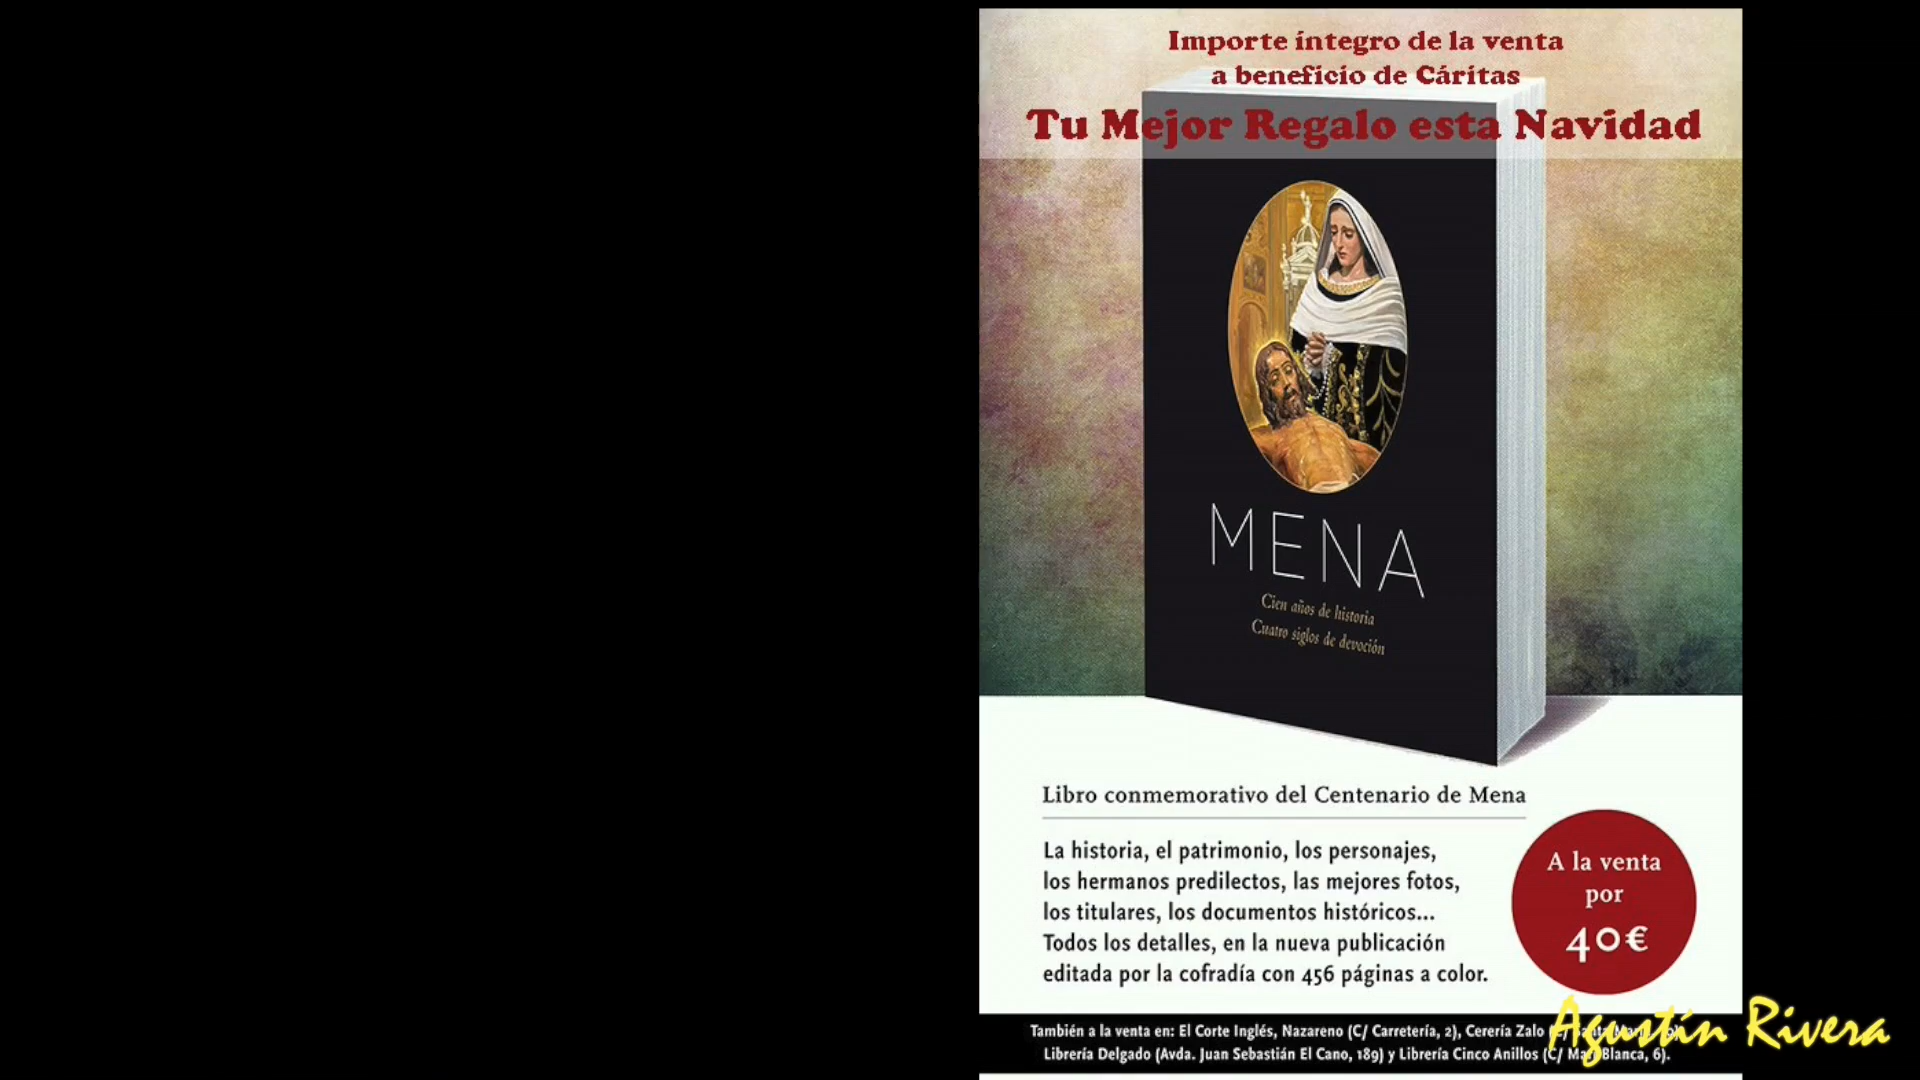 Importe íntegro de la venta
a beneficio de Cáritas
Tu Mejor Regalo esta Navidad
MENA
Cien años de historia
Cuatro siglos de devoción
Libro conmemorativo del Centenario de Mena
La historia, el patrimonio, los personajes,
los hermanos predilectos, las mejores fotos,
los titulares, los documentos históricos...
Todos los detalles, en la nueva publicación
editada por la cofradía con 456 páginas a color.
A la venta
por
40€
También a la venta en: El Corte Inglés, Nazareno (C/ Carretería, 2), Cerería Zalo
Librería Delgado (Avda. Juan Sebastián El Cano, 189) y Librería Cinco Anillos (C/ Blanca, 6).
Agustín Rivera